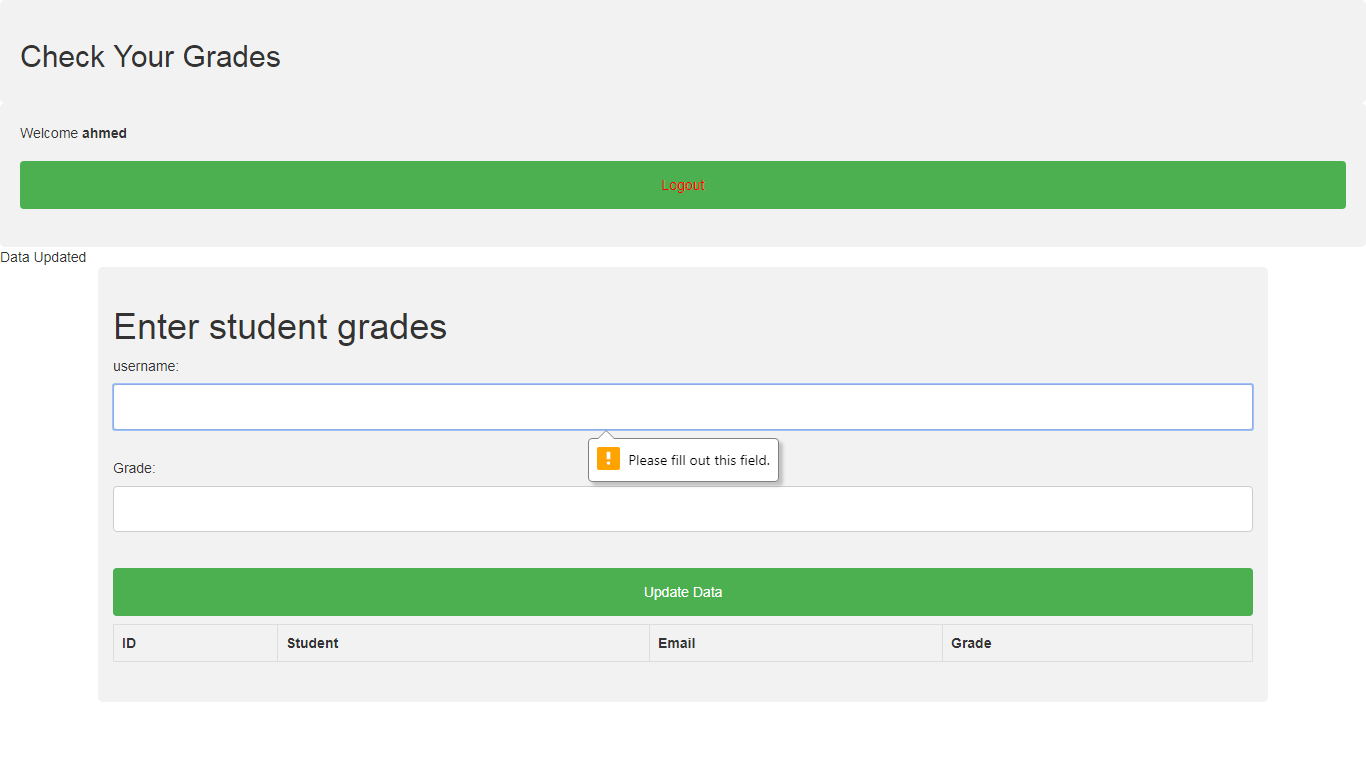 Check Your Grades
Welcome ahmed
Logout
Data Updated
Enter student grades
username:
Please fill out this field.
Grade:
Update Data
ID Student Email Grade